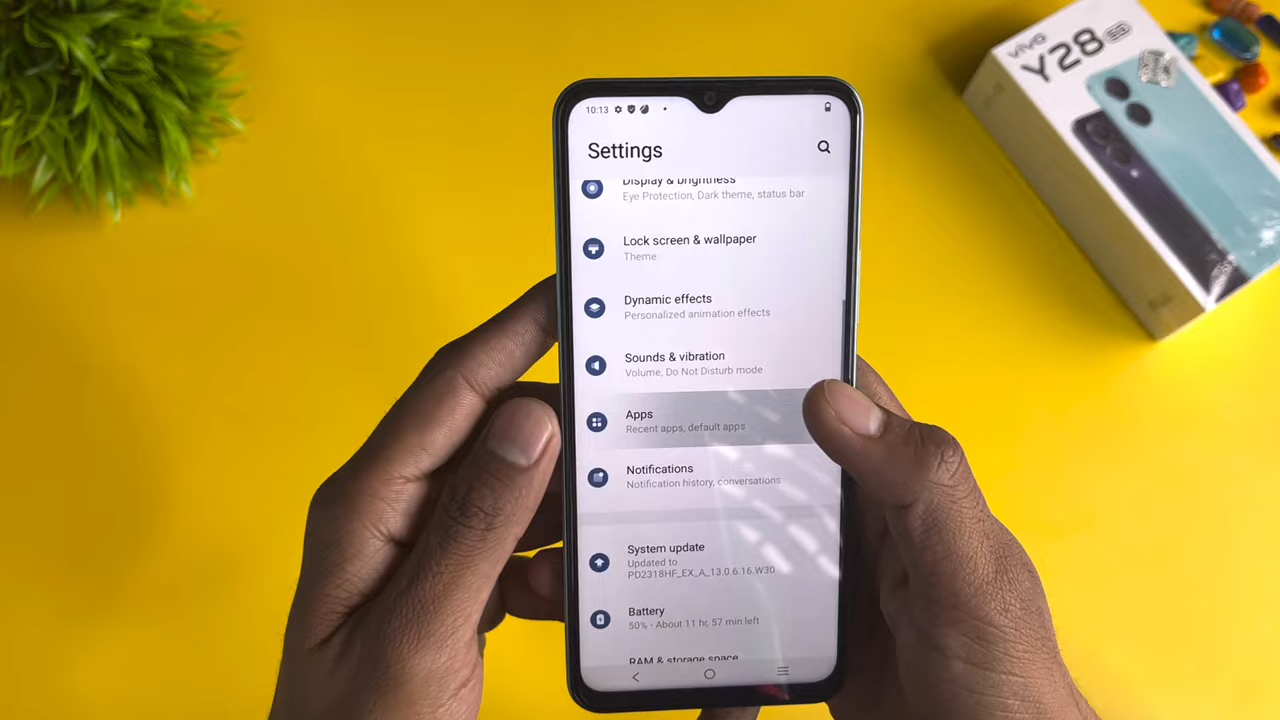 10:13
Settings
Display & brightness
Eye Protection, Dark theme, status bar
Lock screen & wallpaper
Theme
Dynamic effects
Personalized animation effects
Sounds & vibration
Volume, Do Not Disturb mode
Apps
Recent apps, default apps
Notifications
Notification history, conversations
System update
Updated to
PD2318HF_EX_A_13.0.6.16.W30
Battery
50% - About 11 hr, 57 min left
RAM & storage space
vivo
Y28 5G